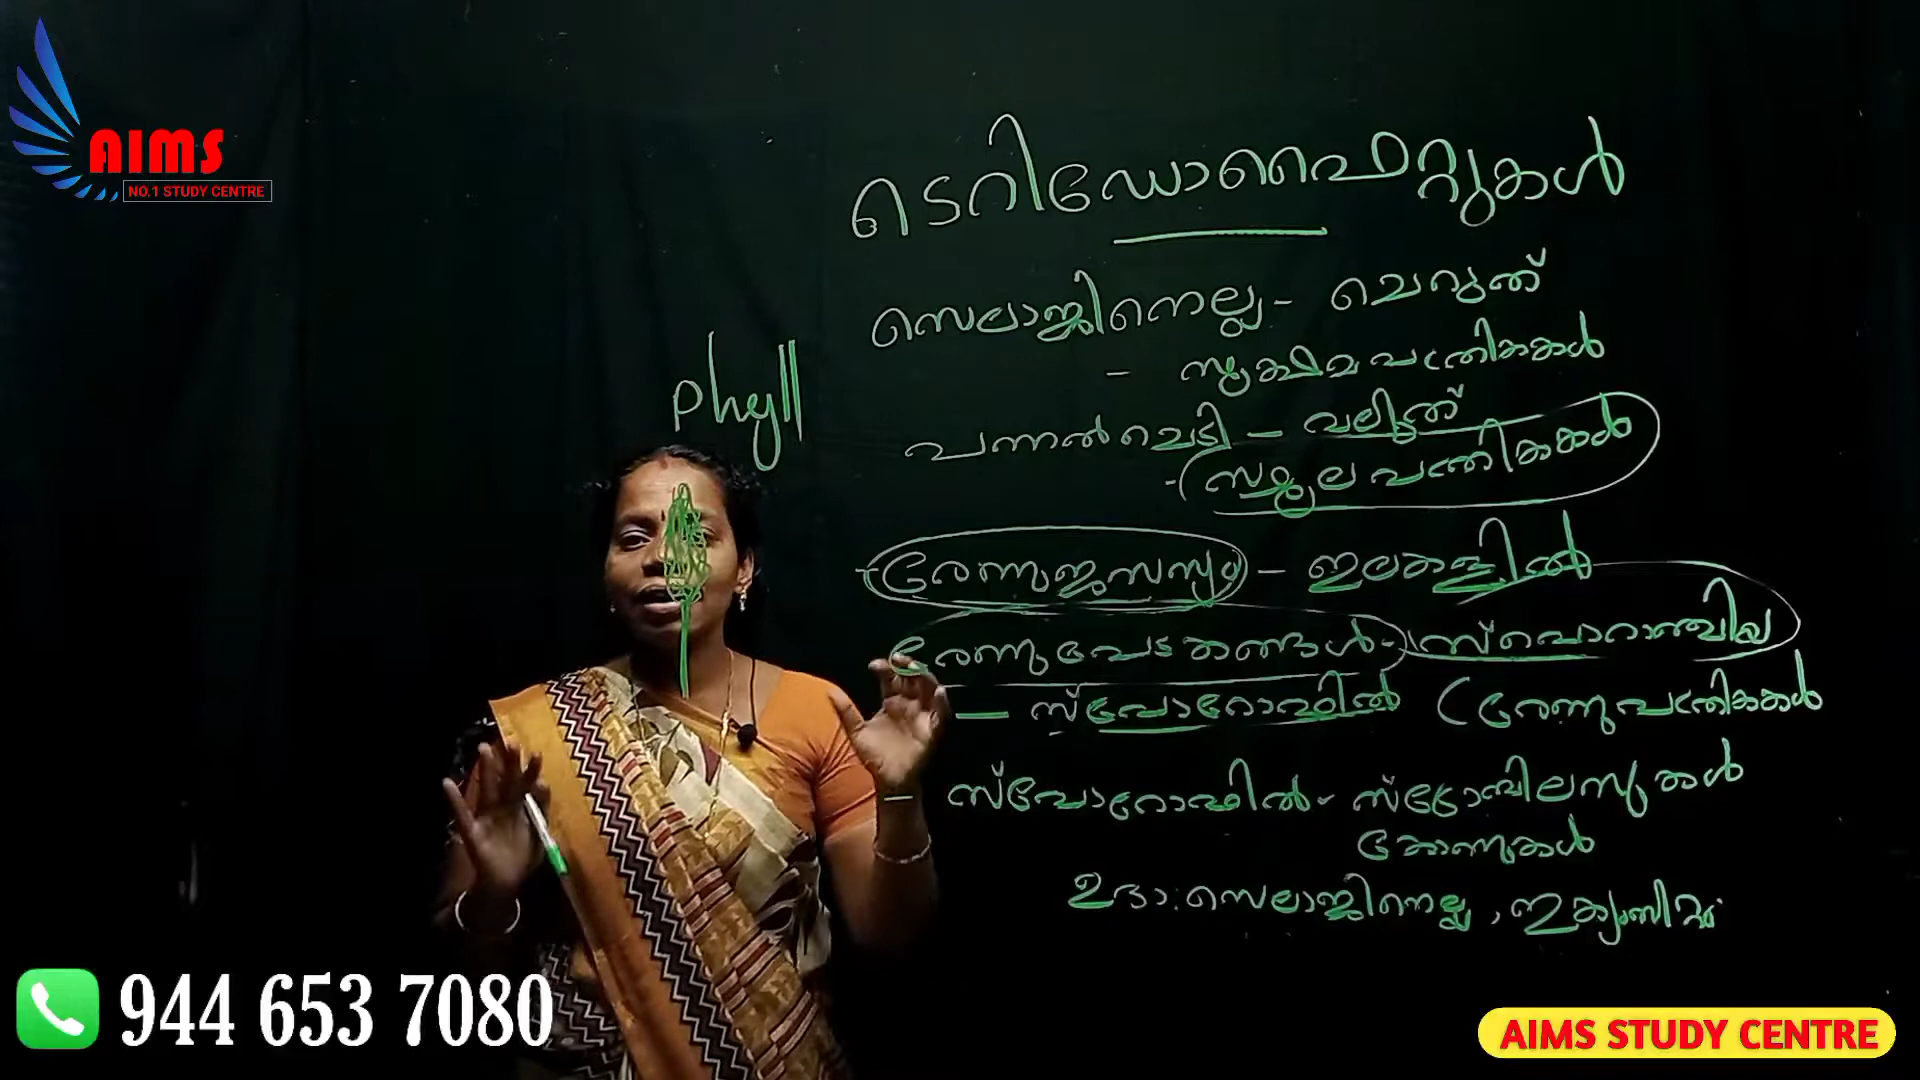 AIMS
NO.1 STUDY CENTRE
ടെറിഡോഫൈറ്റുകൾ
സെലാജിനെല്ല - ചെറുത്
- സൂക്ഷ്മപത്രികകൾ
phyll
പന്നൽചെടി - വലുത്
- സ്ഥൂലപത്രികകൾ
രേണുജസസ്യം - ഇലകളിൽ
രേണുപേടകങ്ങൾ - സ്പൊറാഞ്ചിയ
- സ്പോറോഫിൽ (രേണുപത്രികകൾ
- സ്പോറോഫിൽ - സ്ട്രോബിലസുകൾ
കോണുകൾ
ഉദാ: സെലാജിനെല്ല, ഇക്യുസിറ്റം
944 653 7080
AIMS STUDY CENTRE